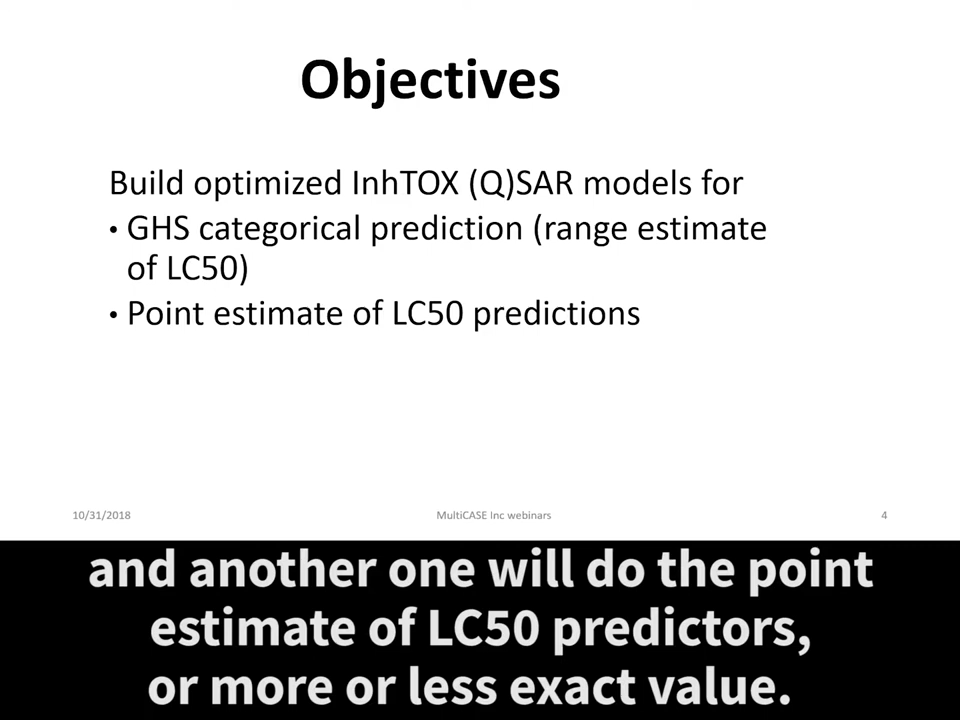 Objectives
Build optimized InhTOX (Q)SAR models for
• GHS categorical prediction (range estimate
of LC50)
• Point estimate of LC50 predictions
10/31/2018
MultiCASE Inc webinars
4
and another one will do the point
estimate of LC50 predictors,
or more or less exact value.